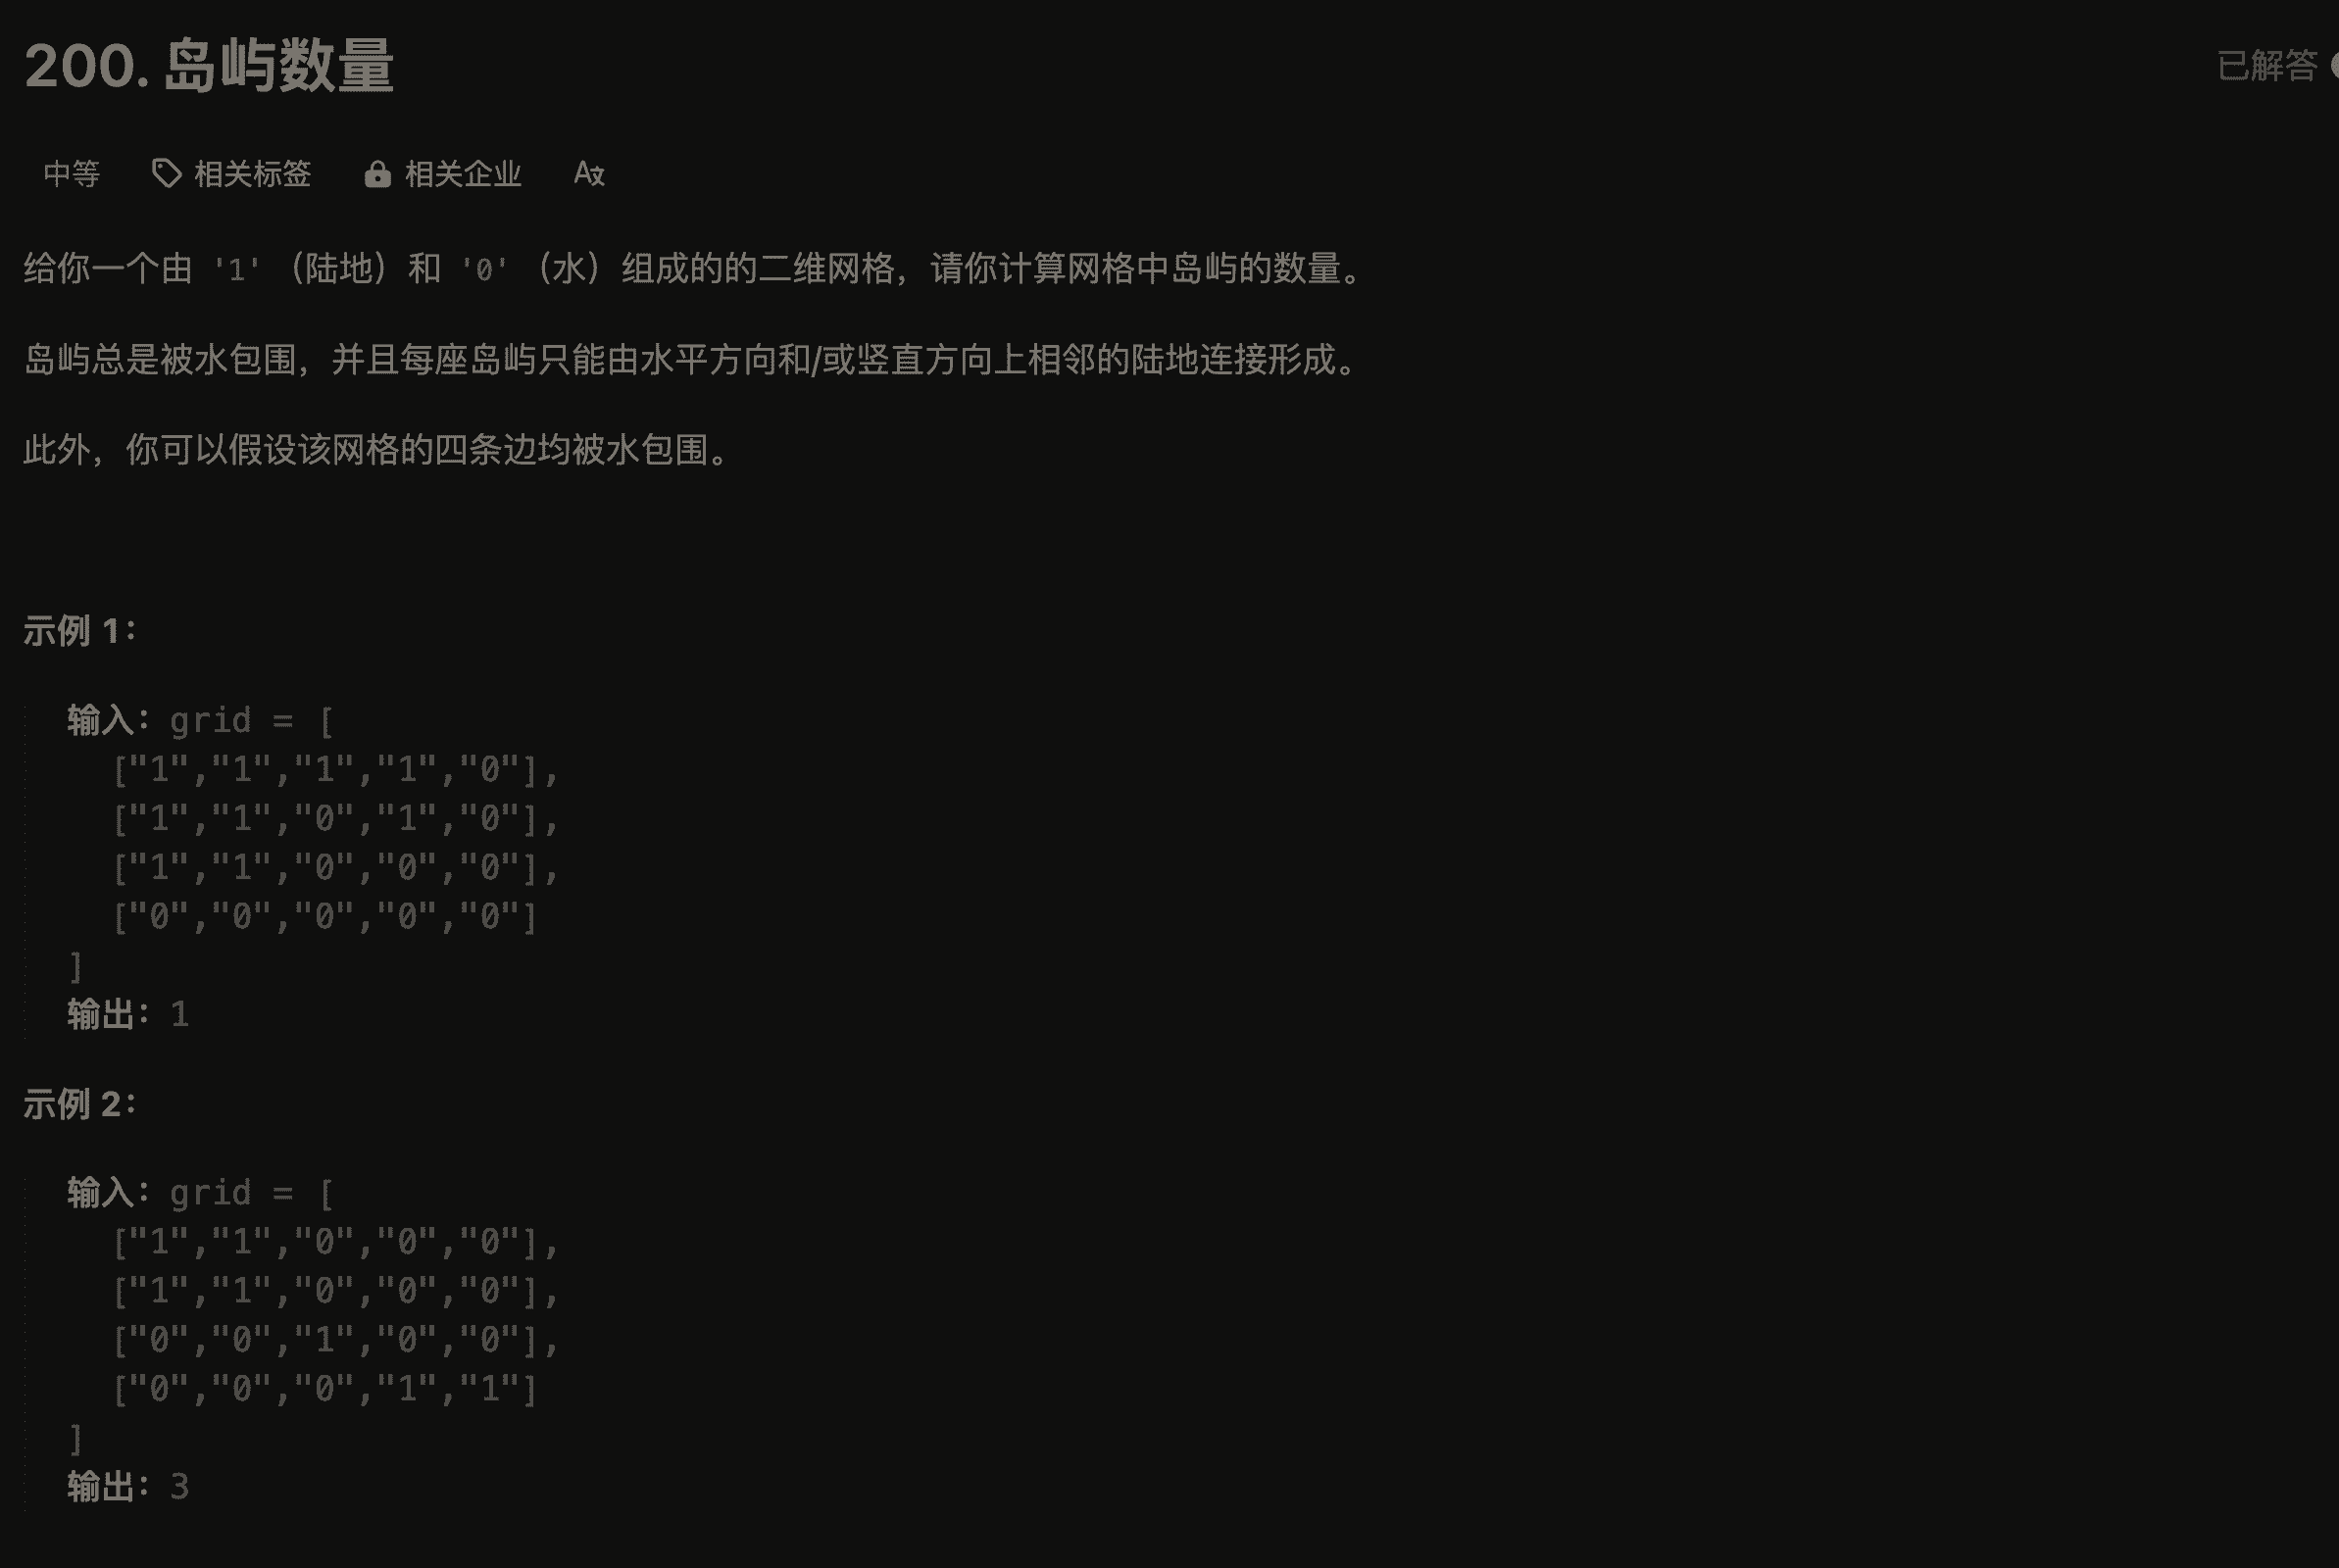 200. 岛屿数量
已解答
中等 相关标签 相关企业 Ax
给你一个由 '1' （陆地）和 '0' （水）组成的的二维网格，请你计算网格中岛屿的数量。
岛屿总是被水包围，并且每座岛屿只能由水平方向和/或竖直方向上相邻的陆地连接形成。
此外，你可以假设该网格的四条边均被水包围。
示例 1：
输入：grid = [
["1","1","1","1","0"],
["1","1","0","1","0"],
["1","1","0","0","0"],
["0","0","0","0","0"]
]
输出：1
示例 2：
输入：grid = [
["1","1","0","0","0"],
["1","1","0","0","0"],
["0","0","1","0","0"],
["0","0","0","1","1"]
]
输出：3